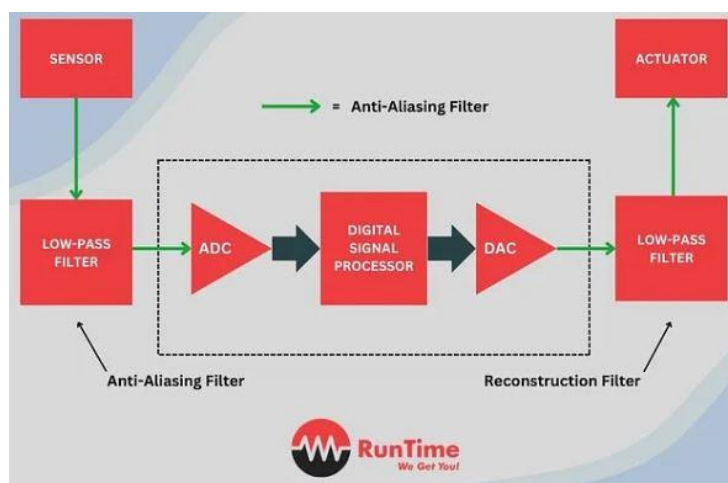 SENSOR
ACTUATOR
= Anti-Aliasing Filter
LOW-PASS
FILTER
ADC
DIGITAL
SIGNAL
PROCESSOR
DAC
LOW-PASS
FILTER
Anti-Aliasing Filter
Reconstruction Filter
RunTime
We Get You!